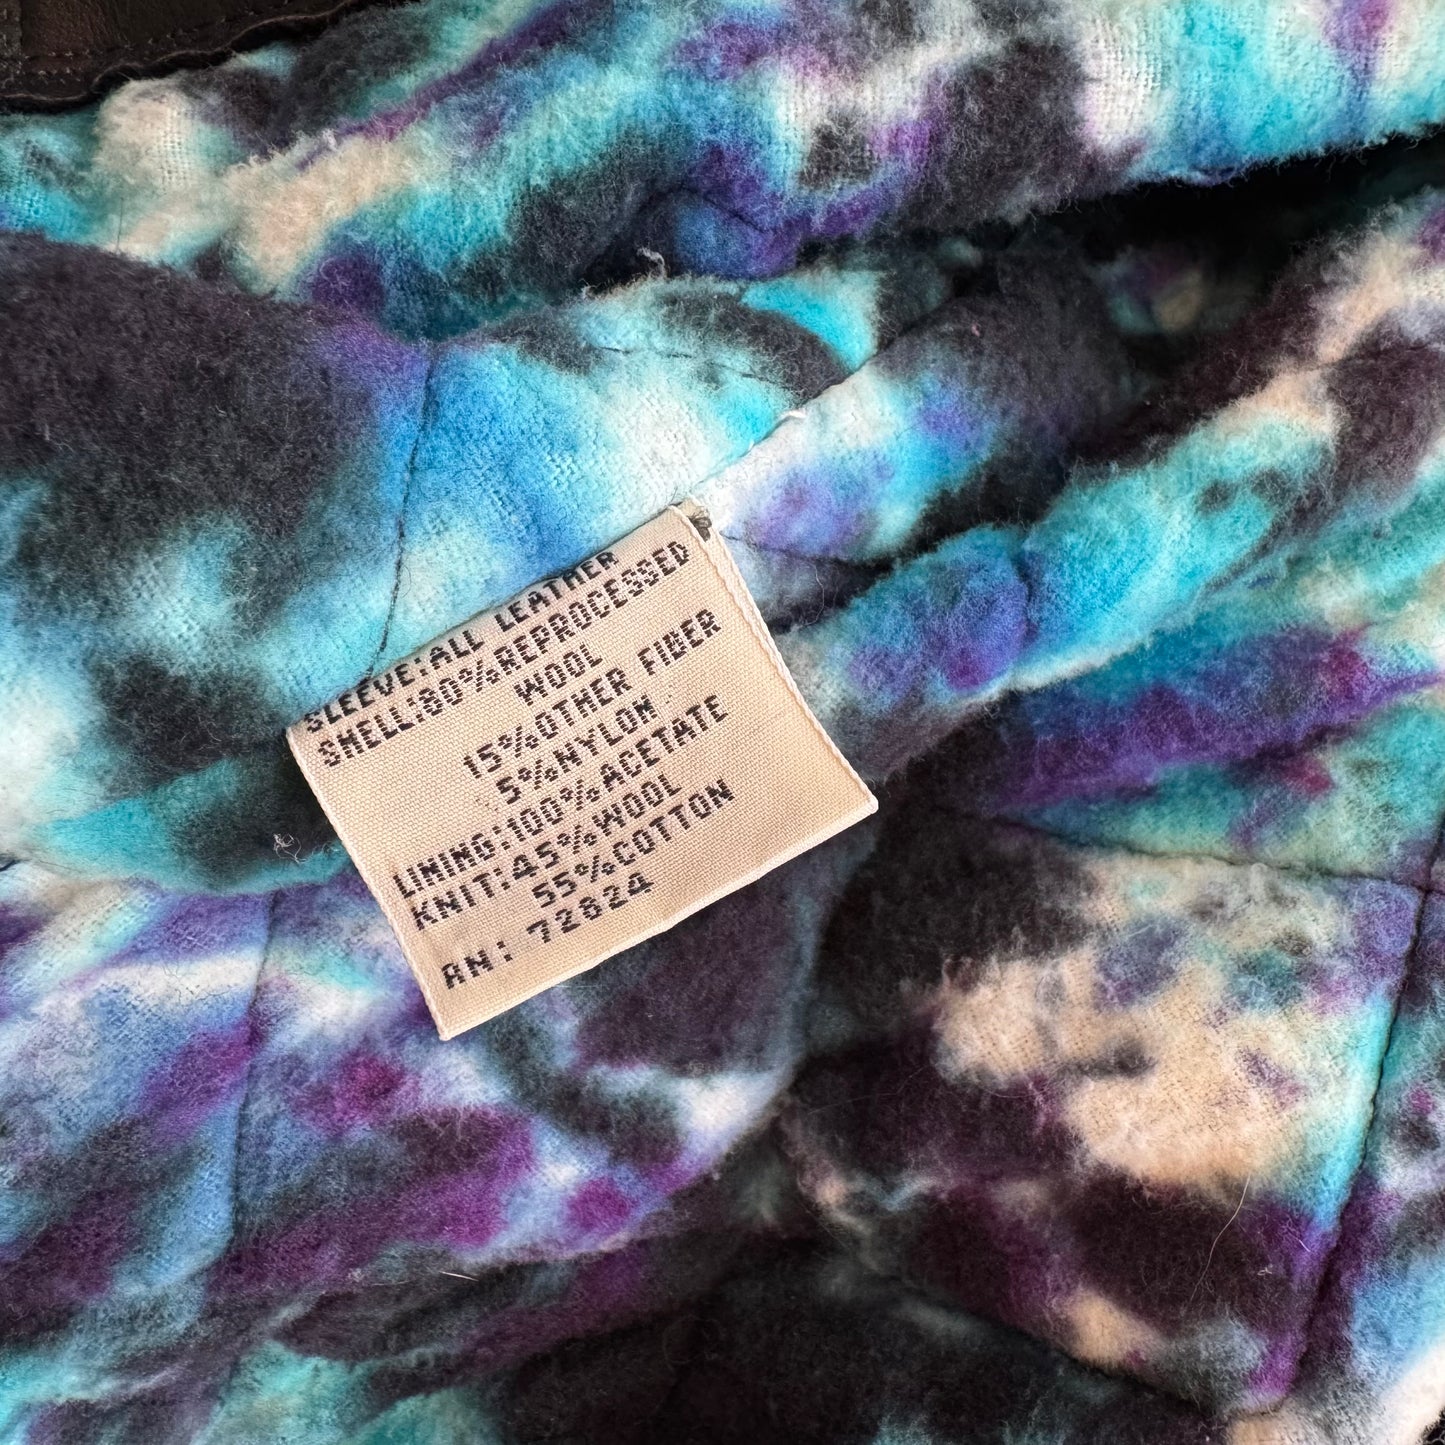 SLEEVE:ALL LEATHER
SHELL:80%REPROCESSED
WOOL
15%OTHER FIBER
5%NYLON
LINING:100%ACETATE
KNIT:45%WOOL
55%COTTON
RN: 72824